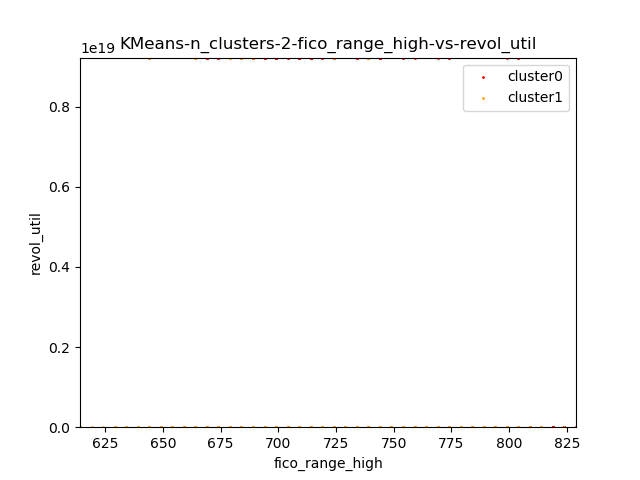 KMeans-n_clusters-2-fico_range_high-vs-revol_util
1e19
cluster0
cluster1
0.8
0.6
0.4
0.2
0.0
revol_util
625 650 675 700 725 750 775 800 825
fico_range_high